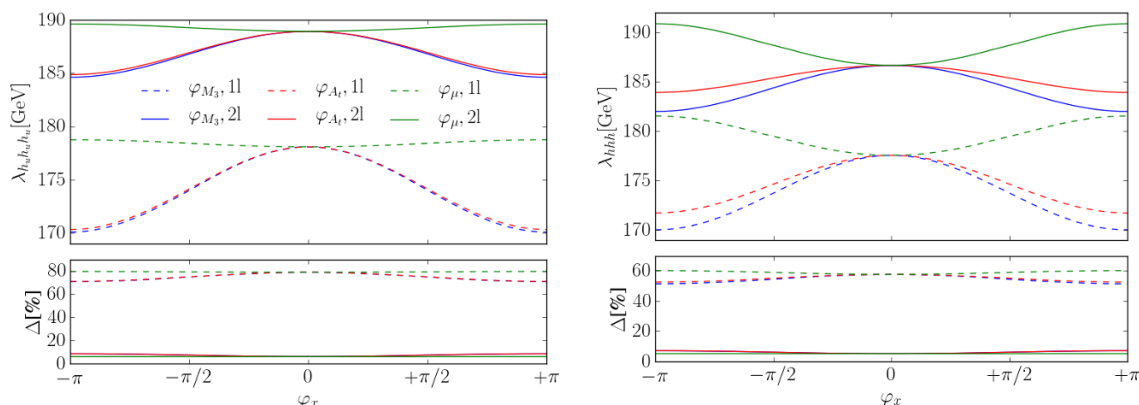 190
185
180
175
170
λ_{h_u h_u h_u}[GeV]
φ_{M_3}, 1l
φ_{A_t}, 1l
φ_μ, 1l
φ_{M_3}, 2l
φ_{A_t}, 2l
φ_μ, 2l
80
60
40
20
0
Δ[%]
−π
−π/2
0
+π/2
+π
φ_x
190
185
180
175
170
λ_{hhh}[GeV]
60
40
20
0
Δ[%]
−π
−π/2
0
+π/2
+π
φ_x